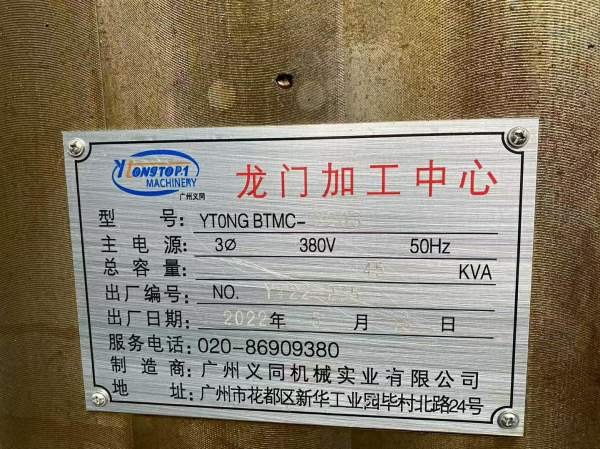 YTONGTOP.1
MACHINERY
广州义同
龙门加工中心
型 号: YTONG BTMC-
主电源: 3Ø 380V 50Hz
总容量: 45 KVA
出厂编号: NO.
出厂日期: 2022年 月 日
服务电话: 020-86909380
制造商: 广州义同机械实业有限公司
地 址: 广州市花都区新华工业园毕村北路24号